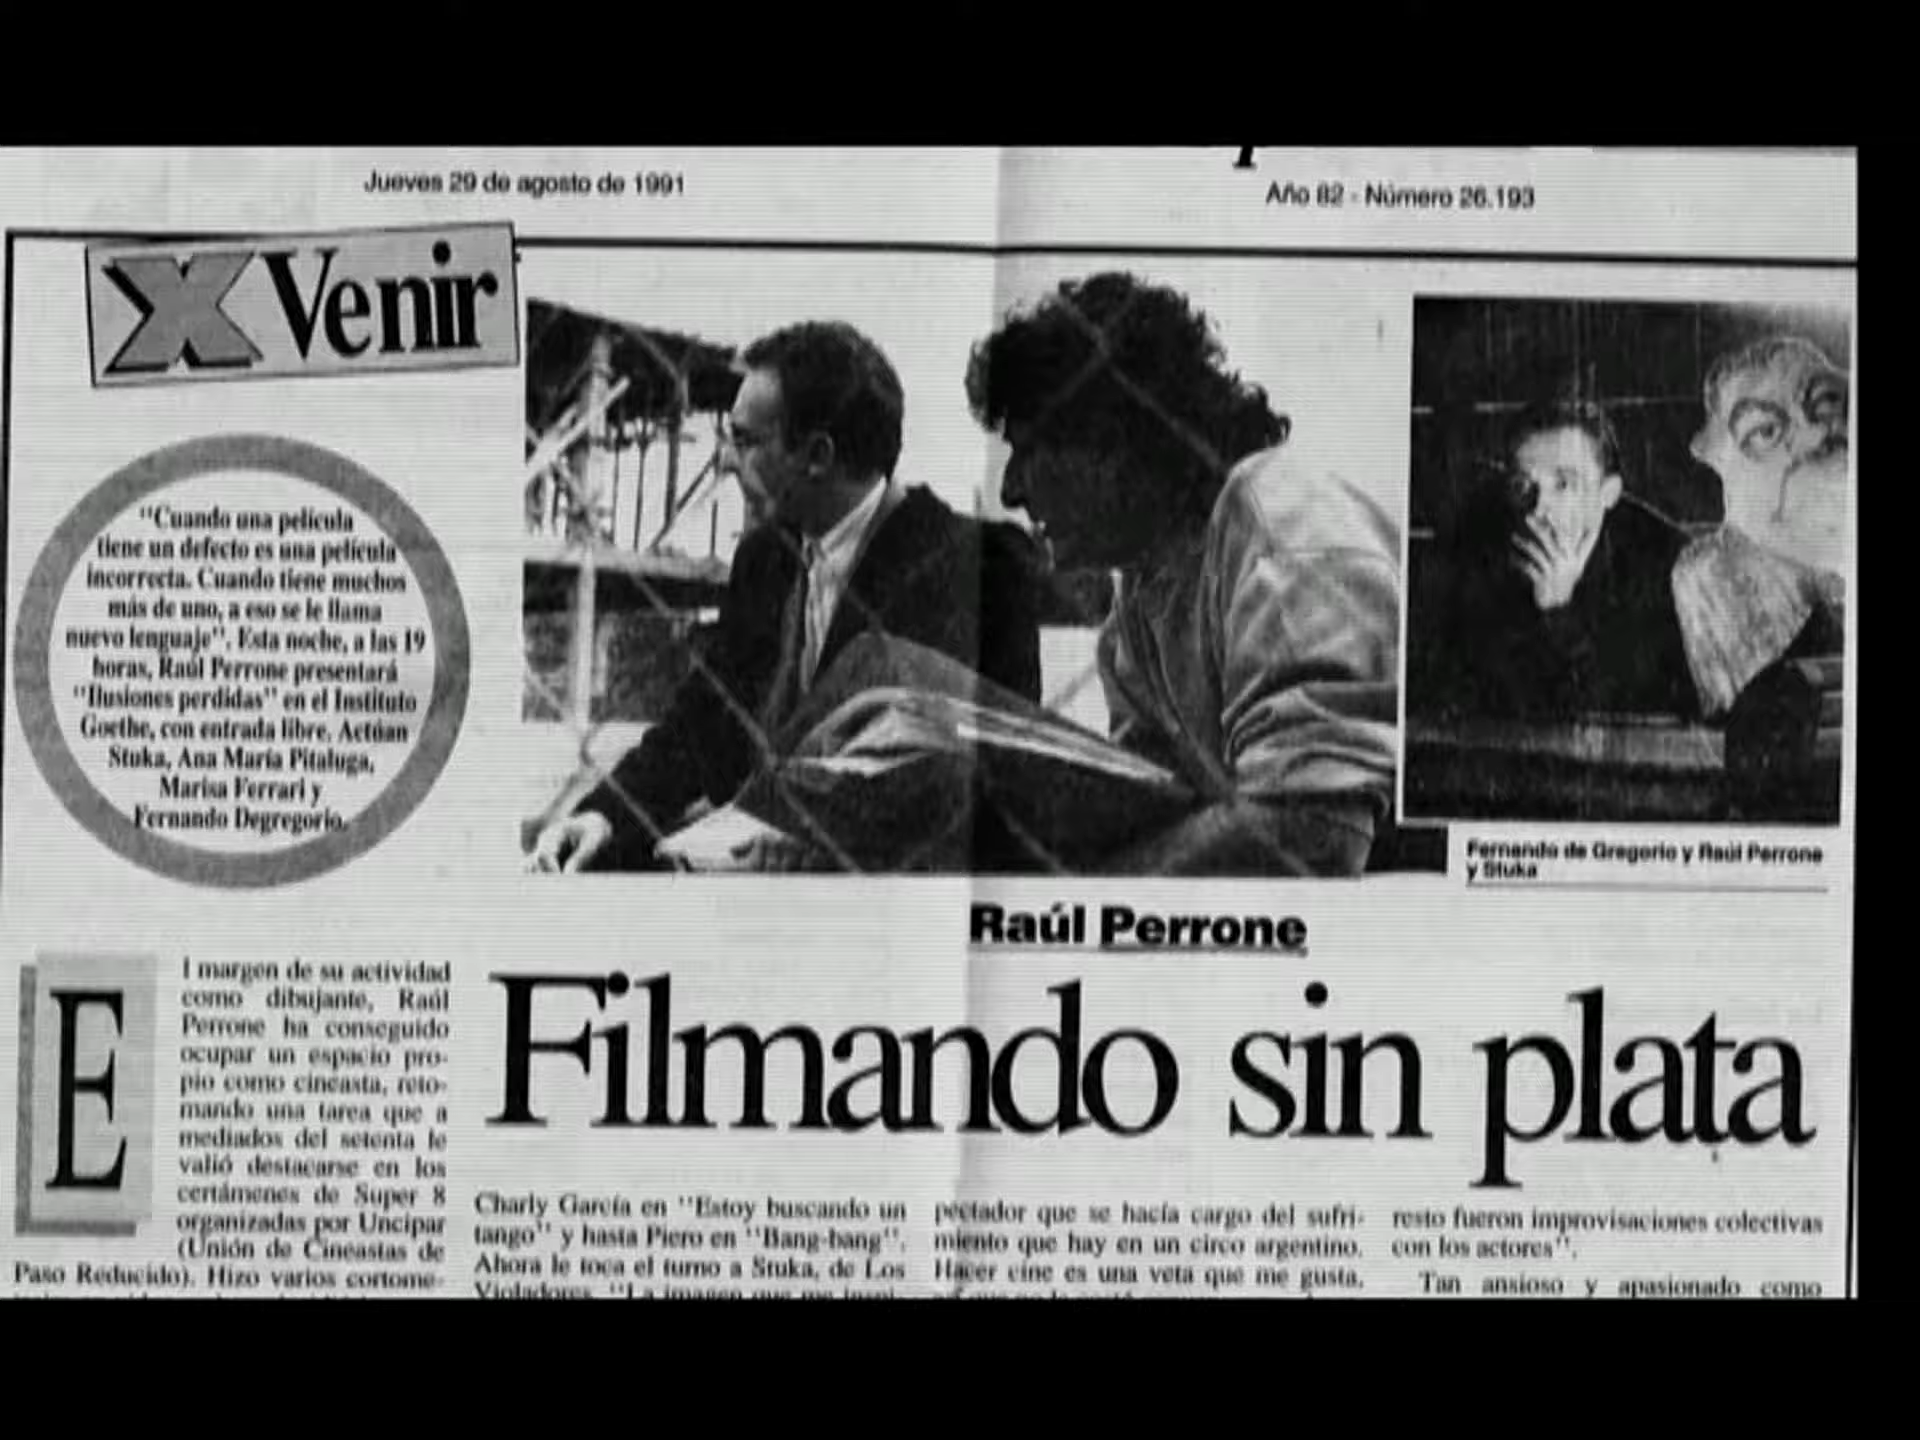 Jueves 29 de agosto de 1991
Año 82 - Número 26.193
X Venir
"Cuando una película
tiene un defecto es una película
incorrecta. Cuando tiene muchos
más de uno, a eso se le llama
nuevo lenguaje". Esta noche, a las 19
horas, Raúl Perrone presentará
"Ilusiones perdidas" en el Instituto
Goethe, con entrada libre. Actúan
Stuka, Ana María Pitaluga,
Marisa Ferrari y
Fernando Degregorio.
Fernando de Gregorio y Raúl Perrone
y Stuka
Raúl Perrone
Filmando sin plata
E
l margen de su actividad
como dibujante, Raúl
Perrone ha conseguido
ocupar un espacio pro-
pio como cineasta, reto-
mando una tarea que a
mediados del setenta le
valió destacarse en los
certámenes de Super 8
organizadas por Uncipar
(Unión de Cineastas de
Paso Reducido). Hizo varios cortome-
Charly García en "Estoy buscando un
tango" y hasta Piero en "Bang-bang".
Ahora le toca el turno a Stuka, de Los
Violadores. "La imagen que me
pectador que se hacía cargo del sufri-
miento que hay en un circo argentino.
Hacer cine es una veta que me gusta,
resto fueron improvisaciones colectivas
con los actores".
Tan ansioso y apasionado como